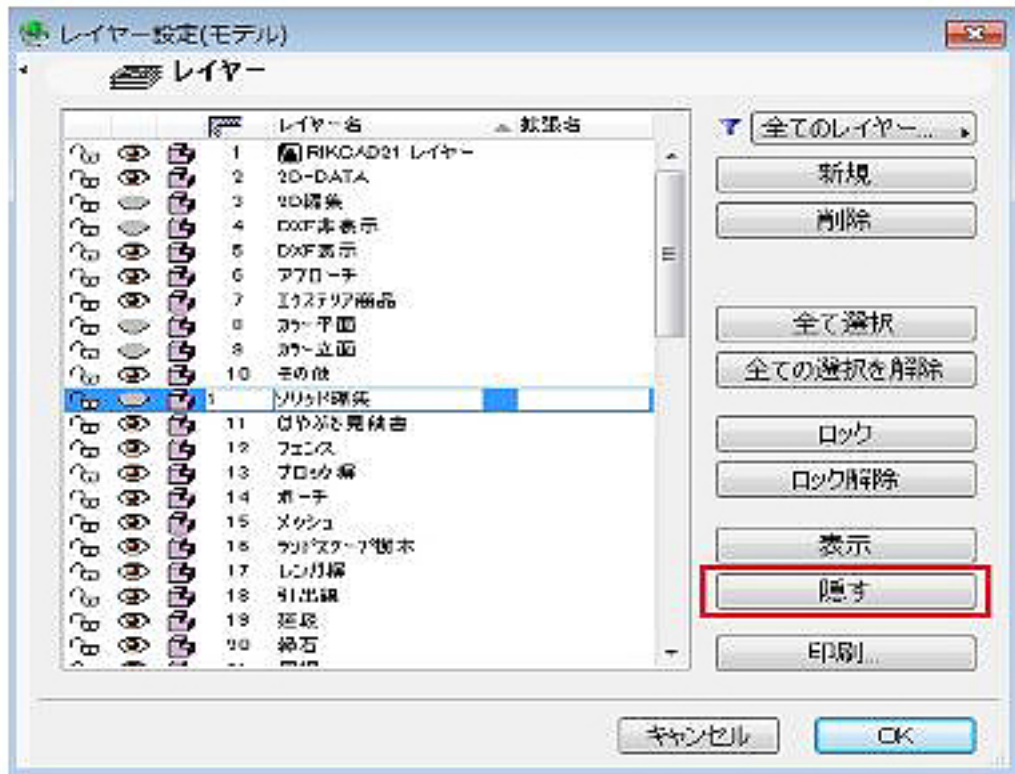 レイヤー設定(モデル)
レイヤー
レイヤー名 拡張名
1 RIKCAD21 レイヤー
2 2D-DATA
3 2D編集
4 DXF非表示
5 DXF表示
6 アプローチ
7 エクステリア商品
8 カラー平面
9 カラー立面
10 その他
1 ソリッド編集
11 はやぶさ見積書
12 フェンス
13 ブロック塀
14 ポーチ
15 メッシュ
16 ランドスケープ樹木
17 レンガ塀
18 引出線
19 延段
20 縁石
全てのレイヤー...
新規
削除
全て選択
全ての選択を解除
ロック
ロック解除
表示
隠す
印刷...
キャンセル
OK